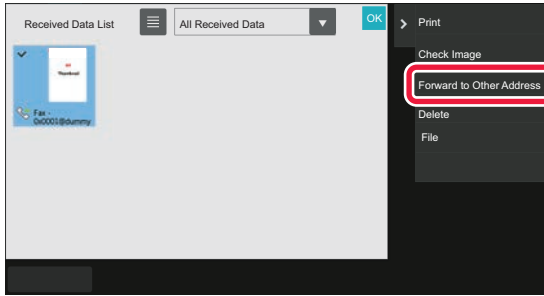 Received Data List
All Received Data
OK
Thumbnail
Fax -
0x0001@dummy
Print
Check Image
Forward to Other Address
Delete
File